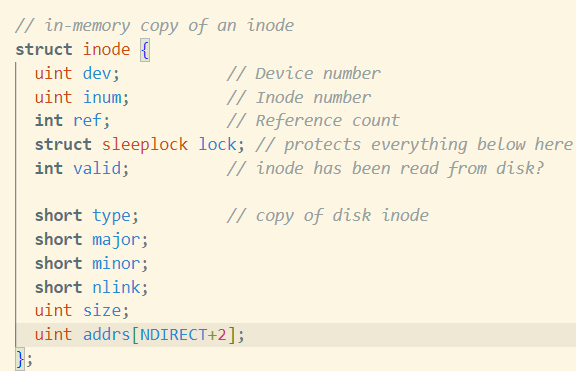 // in-memory copy of an inode
struct inode {
  uint dev;           // Device number
  uint inum;          // Inode number
  int ref;            // Reference count
  struct sleeplock lock; // protects everything below here
  int valid;          // inode has been read from disk?

  short type;         // copy of disk inode
  short major;
  short minor;
  short nlink;
  uint size;
  uint addrs[NDIRECT+2];
};